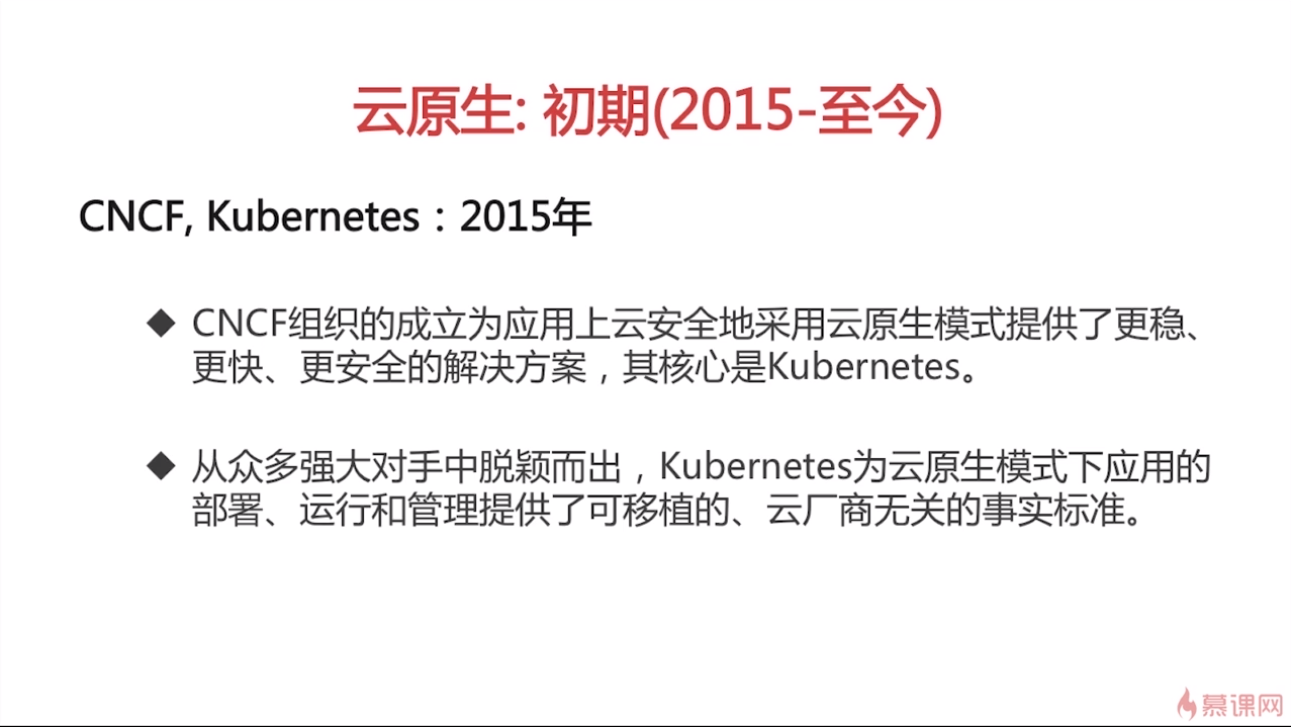 云原生: 初期(2015-至今)
CNCF, Kubernetes：2015年
◆ CNCF组织的成立为应用上云安全地采用云原生模式提供了更稳、
更快、更安全的解决方案，其核心是Kubernetes。
◆ 从众多强大对手中脱颖而出，Kubernetes为云原生模式下应用的
部署、运行和管理提供了可移植的、云厂商无关的事实标准。
慕课网